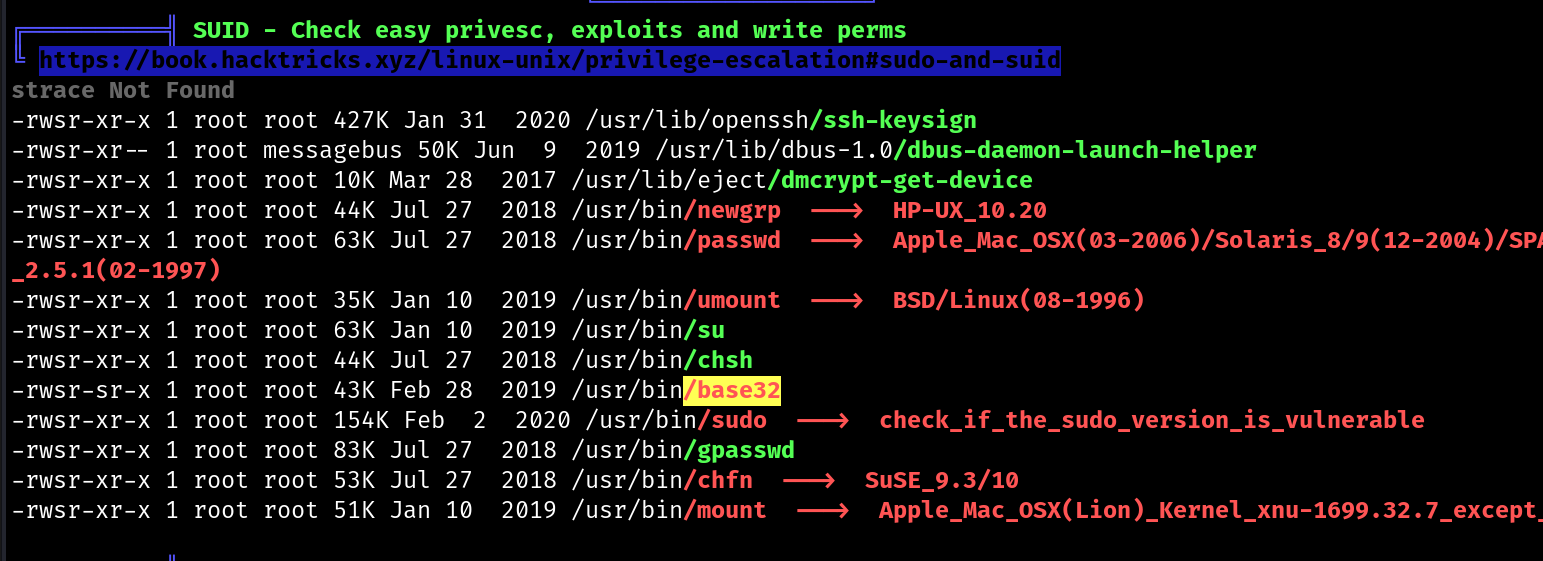 SUID - Check easy privesc, exploits and write perms
https://book.hacktricks.xyz/linux-unix/privilege-escalation#sudo-and-suid
strace Not Found
-rwsr-xr-x 1 root root 427K Jan 31  2020 /usr/lib/openssh/ssh-keysign
-rwsr-xr-- 1 root messagebus 50K Jun  9  2019 /usr/lib/dbus-1.0/dbus-daemon-launch-helper
-rwsr-xr-x 1 root root 10K Mar 28  2017 /usr/lib/eject/dmcrypt-get-device
-rwsr-xr-x 1 root root 44K Jul 27  2018 /usr/bin/newgrp  --->  HP-UX_10.20
-rwsr-xr-x 1 root root 63K Jul 27  2018 /usr/bin/passwd  --->  Apple_Mac_OSX(03-2006)/Solaris_8/9(12-2004)/SPA
_2.5.1(02-1997)
-rwsr-xr-x 1 root root 35K Jan 10  2019 /usr/bin/umount  --->  BSD/Linux(08-1996)
-rwsr-xr-x 1 root root 63K Jan 10  2019 /usr/bin/su
-rwsr-xr-x 1 root root 44K Jul 27  2018 /usr/bin/chsh
-rwsr-sr-x 1 root root 43K Feb 28  2019 /usr/bin/base32
-rwsr-xr-x 1 root root 154K Feb  2  2020 /usr/bin/sudo  --->  check_if_the_sudo_version_is_vulnerable
-rwsr-xr-x 1 root root 83K Jul 27  2018 /usr/bin/gpasswd
-rwsr-xr-x 1 root root 53K Jul 27  2018 /usr/bin/chfn  --->  SuSE_9.3/10
-rwsr-xr-x 1 root root 51K Jan 10  2019 /usr/bin/mount  --->  Apple_Mac_OSX(Lion)_Kernel_xnu-1699.32.7_except_